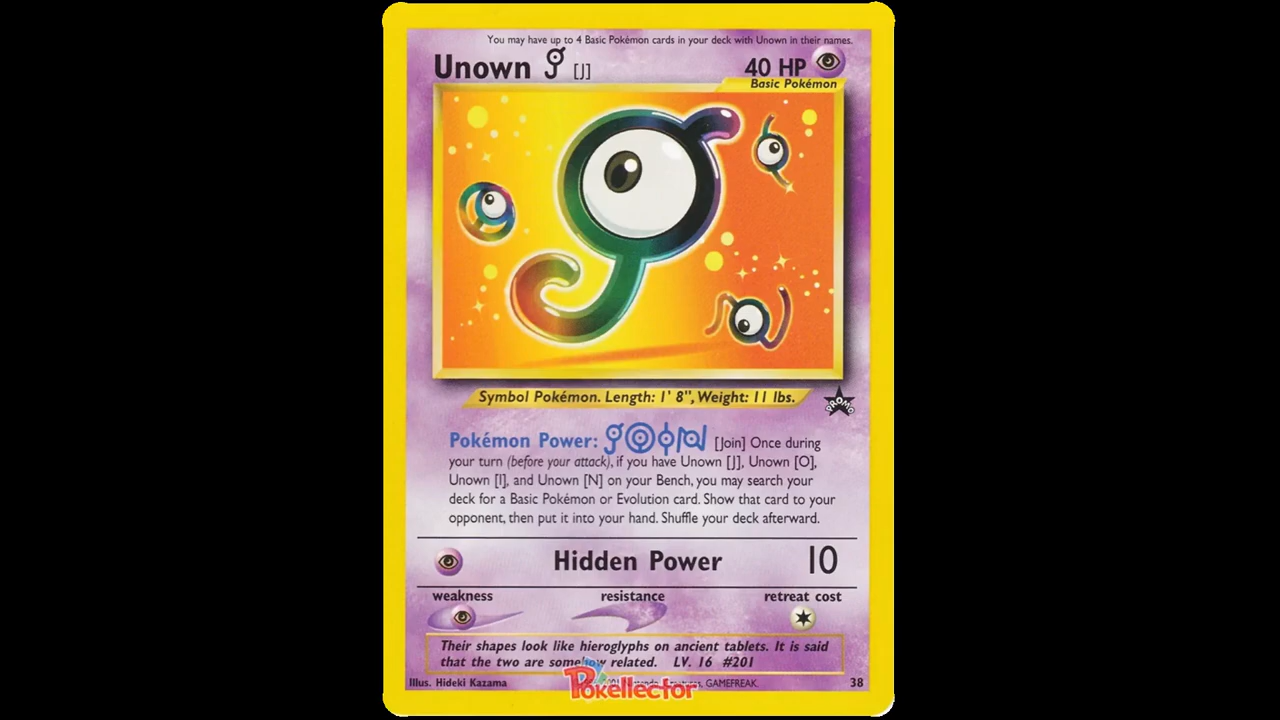 You may have up to 4 Basic Pokémon cards in your deck with Unown in their names.
Unown J [J] 40 HP
Basic Pokémon
Symbol Pokémon. Length: 1' 8", Weight: 11 lbs.
PROMO
Pokémon Power: JOIN [Join] Once during
your turn (before your attack), if you have Unown [J], Unown [O],
Unown [I], and Unown [N] on your Bench, you may search your
deck for a Basic Pokémon or Evolution card. Show that card to your
opponent, then put it into your hand. Shuffle your deck afterward.
Hidden Power 10
weakness resistance retreat cost
Their shapes look like hieroglyphs on ancient tablets. It is said
that the two are somehow related. LV. 16 #201
Illus. Hideki Kazama GAMEFREAK. 38
Pokellector